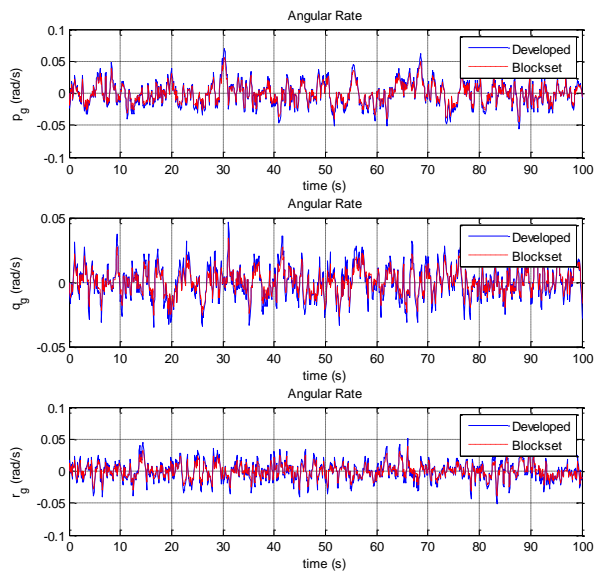 Angular Rate
0.1
0.05
0
-0.05
-0.1
p_g (rad/s)
Developed
Blockset
0 10 20 30 40 50 60 70 80 90 100
time (s)
Angular Rate
0.05
0
-0.05
q_g (rad/s)
Developed
Blockset
0 10 20 30 40 50 60 70 80 90 100
time (s)
Angular Rate
0.1
0.05
0
-0.05
-0.1
r_g (rad/s)
Developed
Blockset
0 10 20 30 40 50 60 70 80 90 100
time (s)